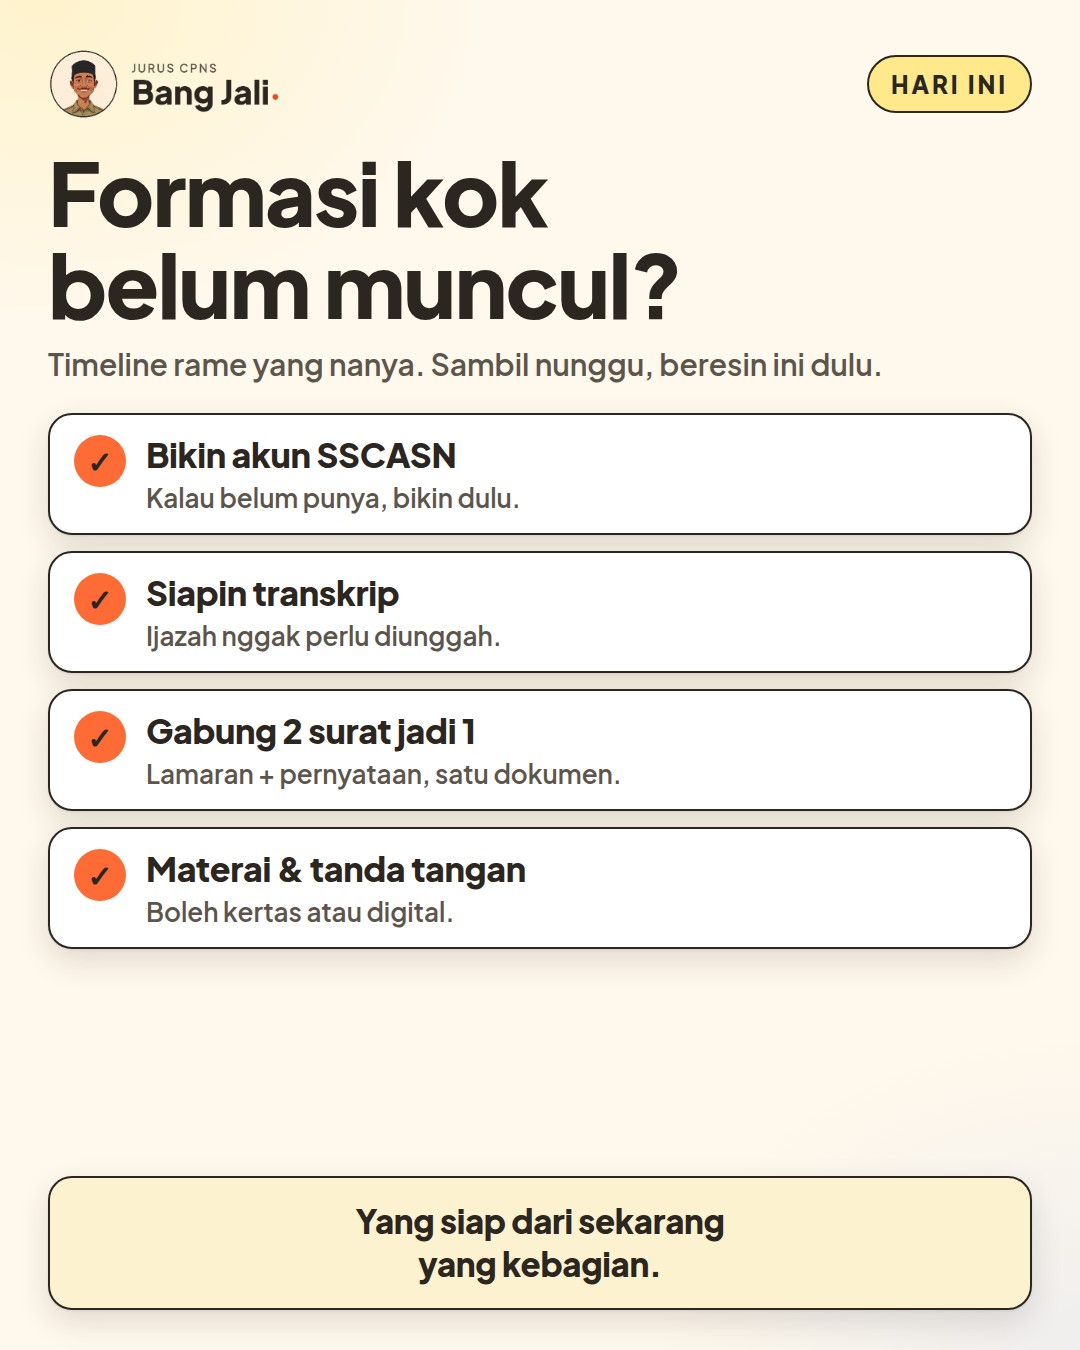 JURUS CPNS
Bang Jali.
HARI INI
Formasi kok
belum muncul?
Timeline rame yang nanya. Sambil nunggu, beresin ini dulu.
✓ Bikin akun SSCASN
Kalau belum punya, bikin dulu.
✓ Siapin transkrip
Ijazah nggak perlu diunggah.
✓ Gabung 2 surat jadi 1
Lamaran + pernyataan, satu dokumen.
✓ Materai & tanda tangan
Boleh kertas atau digital.
Yang siap dari sekarang
yang kebagian.